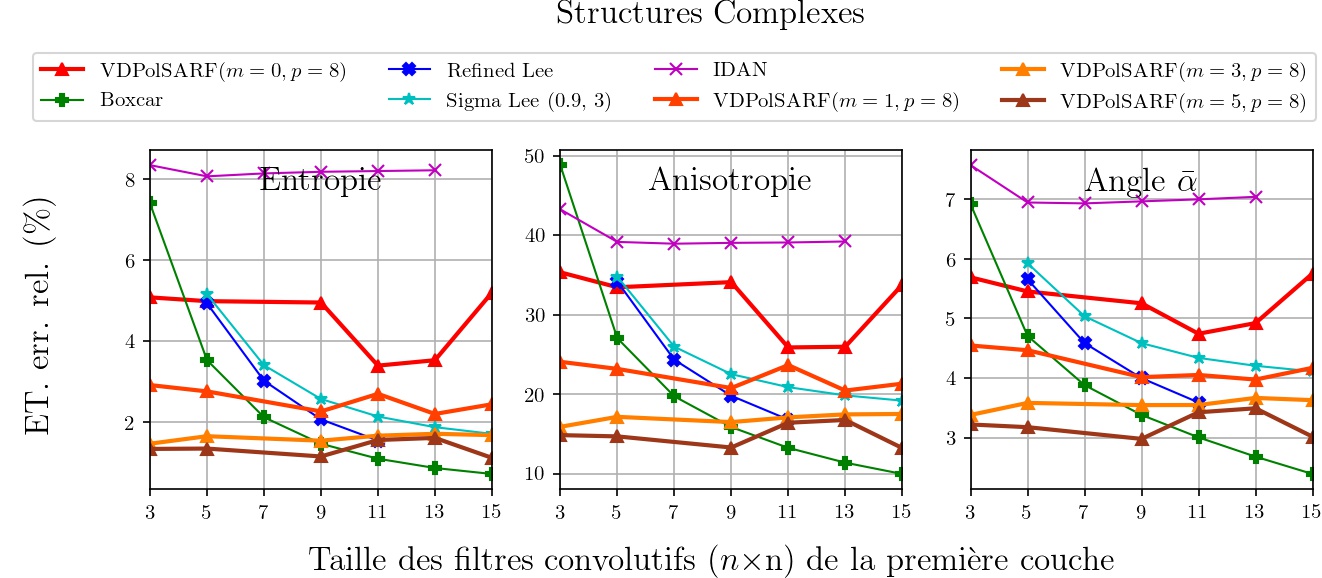 Structures Complexes
VDPolSARF(m = 0, p = 8)
Refined Lee
IDAN
VDPolSARF(m = 3, p = 8)
Boxcar
Sigma Lee (0.9, 3)
VDPolSARF(m = 1, p = 8)
VDPolSARF(m = 5, p = 8)
ET. err. rel. (%)
Entropie
8
6
4
2
3 5 7 9 11 13 15
Anisotropie
50
40
30
20
10
3 5 7 9 11 13 15
Angle ᾱ
7
6
5
4
3
3 5 7 9 11 13 15
Taille des filtres convolutifs (n×n) de la première couche